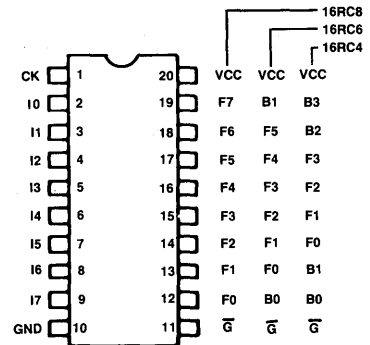 16RC8
16RC6
16RC4
CK 1 20 VCC VCC VCC
I0 2 19 F7 B1 B3
I1 3 18 F6 F5 B2
I2 4 17 F5 F4 F3
I3 5 16 F4 F3 F2
I4 6 15 F3 F2 F1
I5 7 14 F2 F1 F0
I6 8 13 F1 F0 B1
I7 9 12 F0 B0 B0
GND 10 11 G̅ G̅ G̅